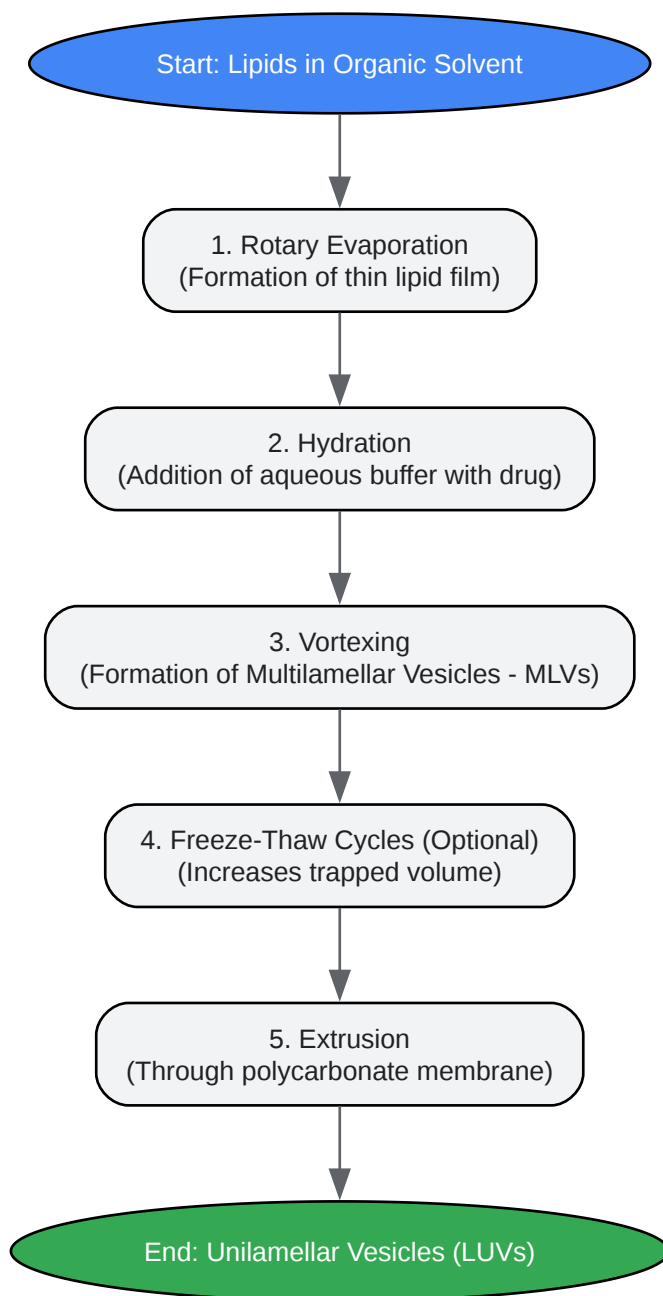 Start: Lipids in Organic Solvent
1. Rotary Evaporation
(Formation of thin lipid film)
2. Hydration
(Addition of aqueous buffer with drug)
3. Vortexing
(Formation of Multilamellar Vesicles - MLVs)
4. Freeze-Thaw Cycles (Optional)
(Increases trapped volume)
5. Extrusion
(Through polycarbonate membrane)
End: Unilamellar Vesicles (LUVs)